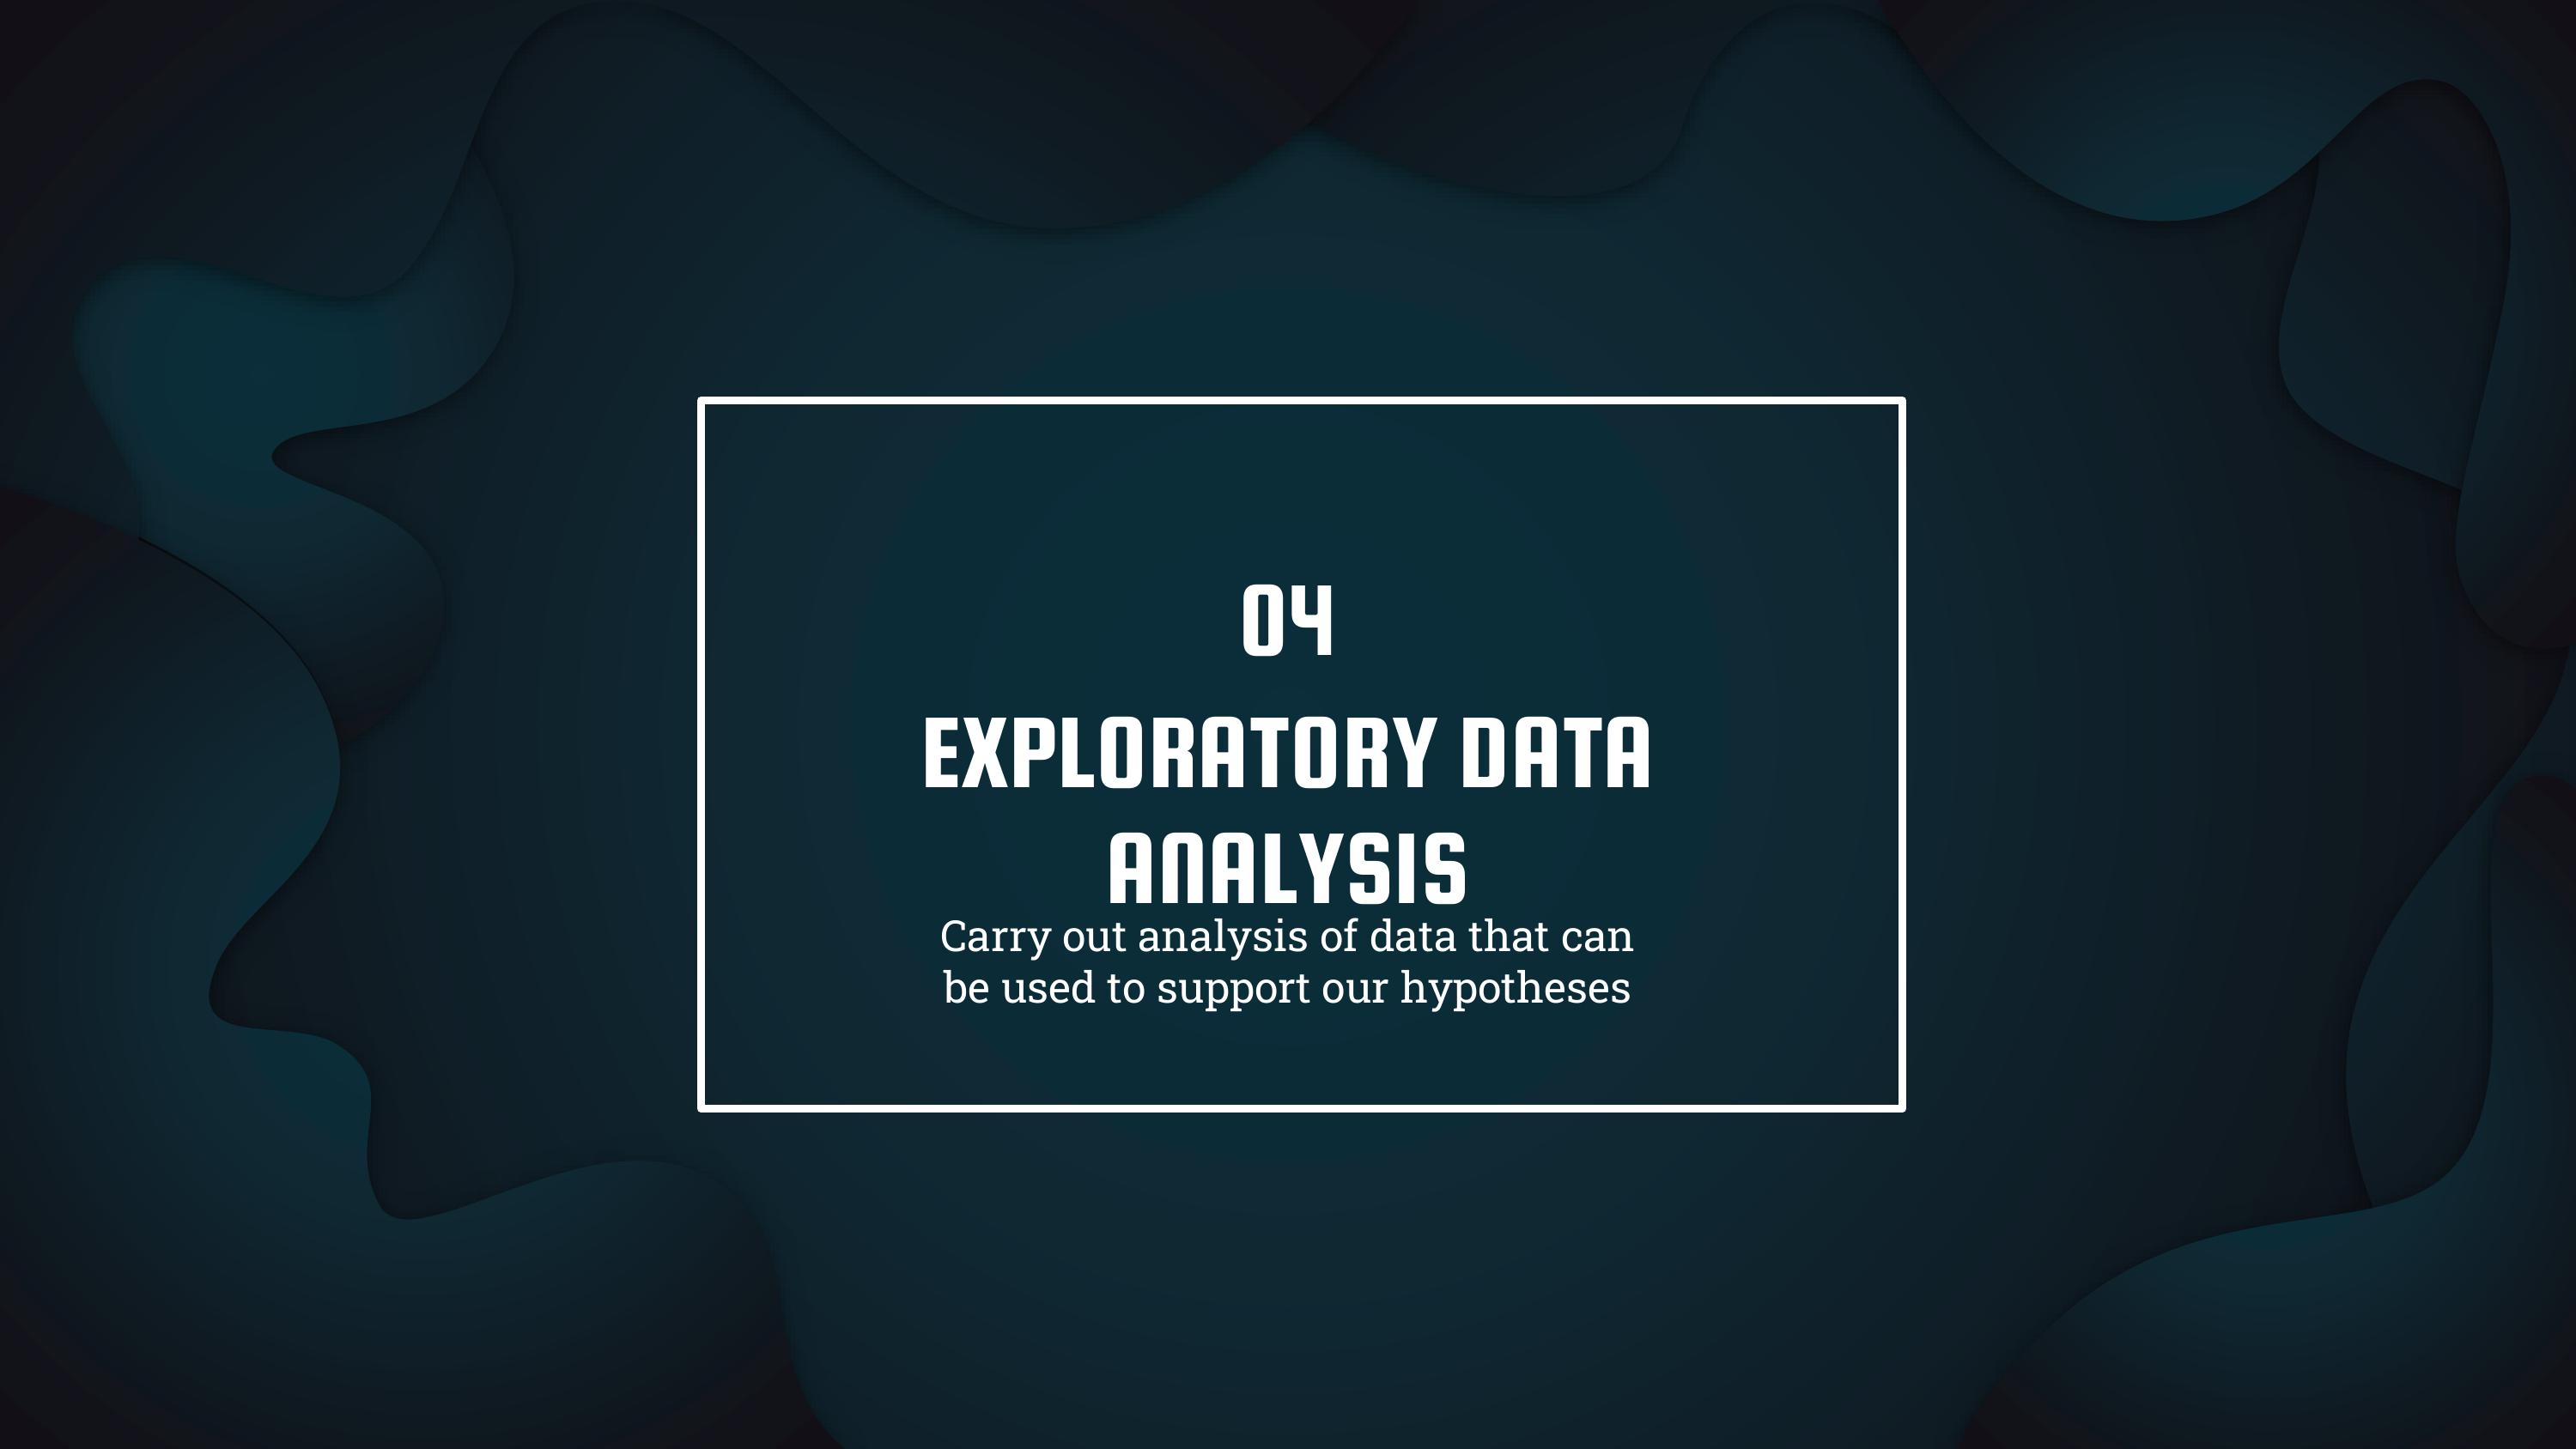 04
EXPLORATORY DATA
ANALYSIS
Carry out analysis of data that can
be used to support our hypotheses